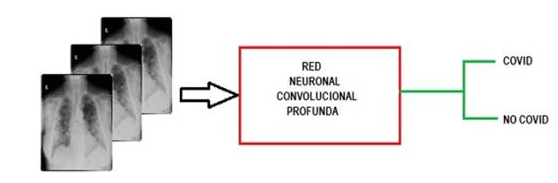 RED
NEURONAL
CONVOLUCIONAL
PROFUNDA
COVID
NO COVID